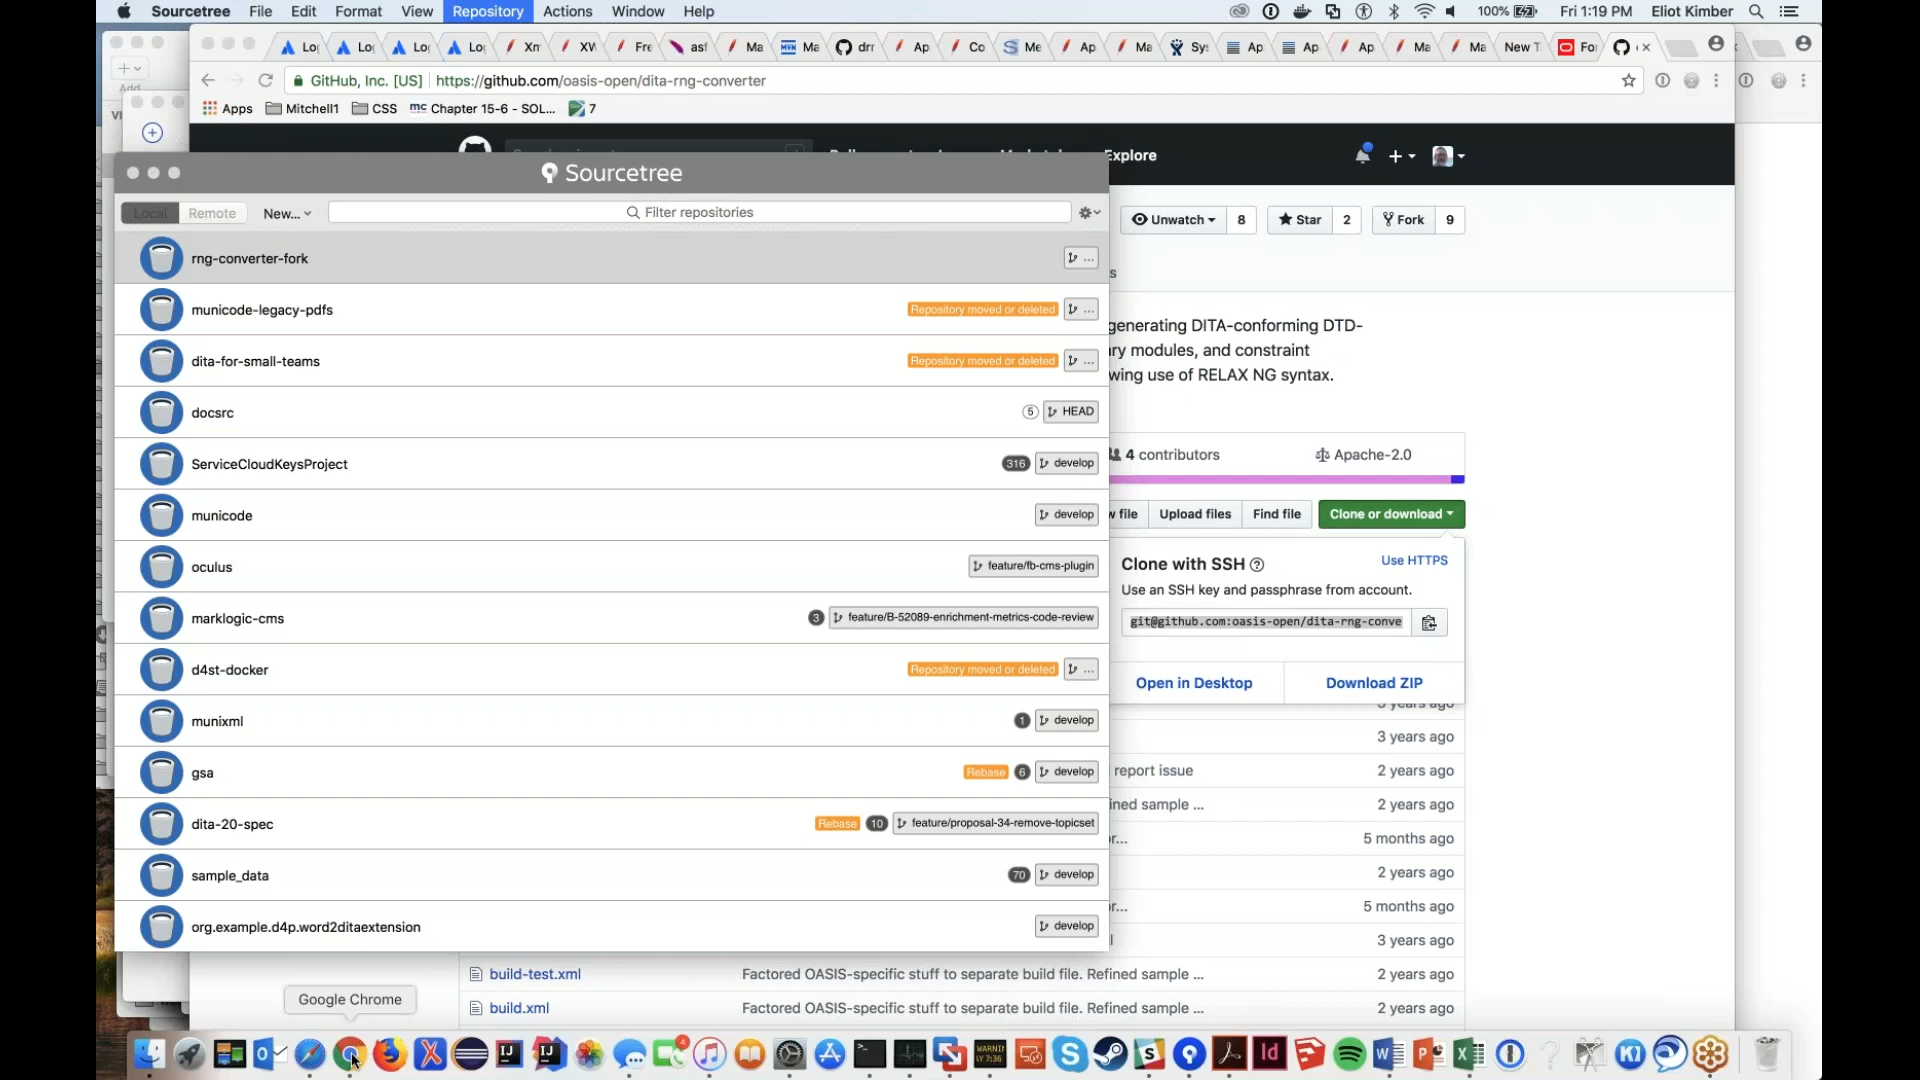 Sourcetree File Edit Format View Repository Actions Window Help 100% Fri 1:19 PM Eliot Kimber
New T
GitHub, Inc. [US] https://github.com/oasis-open/dita-rng-converter
Apps Mitchell1 CSS mc Chapter 15-6 - SOL... 7
Explore
Sourcetree
Local Remote New... Filter repositories
Unwatch 8 Star 2 Fork 9
rng-converter-fork ...
municode-legacy-pdfs Repository moved or deleted ...
generating DITA-conforming DTD-
ry modules, and constraint
wing use of RELAX NG syntax.
dita-for-small-teams Repository moved or deleted ...
docsrc 5 HEAD
4 contributors Apache-2.0
ServiceCloudKeysProject 316 develop
municode develop
w file Upload files Find file Clone or download
oculus feature/fb-cms-plugin
Clone with SSH Use HTTPS
Use an SSH key and passphrase from account.
marklogic-cms 3 feature/B-52089-enrichment-metrics-code-review
git@github.com:oasis-open/dita-rng-conve
d4st-docker Repository moved or deleted ...
Open in Desktop Download ZIP
3 years ago
munixml 1 develop
3 years ago
gsa Rebase 6 develop
report issue 2 years ago
ined sample ... 2 years ago
dita-20-spec Rebase 10 feature/proposal-34-remove-topicset
r... 5 months ago
sample_data 70 develop
2 years ago
r... 5 months ago
org.example.d4p.word2ditaextension develop
3 years ago
build-test.xml Factored OASIS-specific stuff to separate build file. Refined sample ... 2 years ago
Google Chrome
build.xml Factored OASIS-specific stuff to separate build file. Refined sample ... 2 years ago